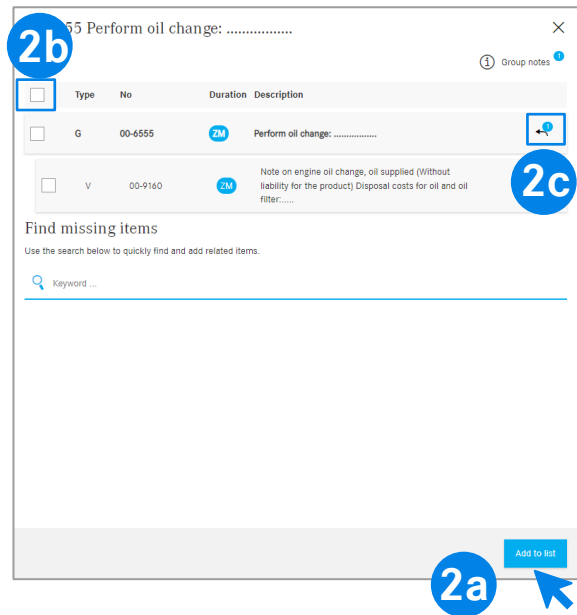 2b
55 Perform oil change: .................
Group notes 1
Type No Duration Description
G 00-6555 ZM Perform oil change: ................. 1
2c
V 00-9160 ZM Note on engine oil change, oil supplied (Without
liability for the product) Disposal costs for oil and oil
filter:.....
Find missing items
Use the search below to quickly find and add related items.
Keyword ...
Add to list
2a